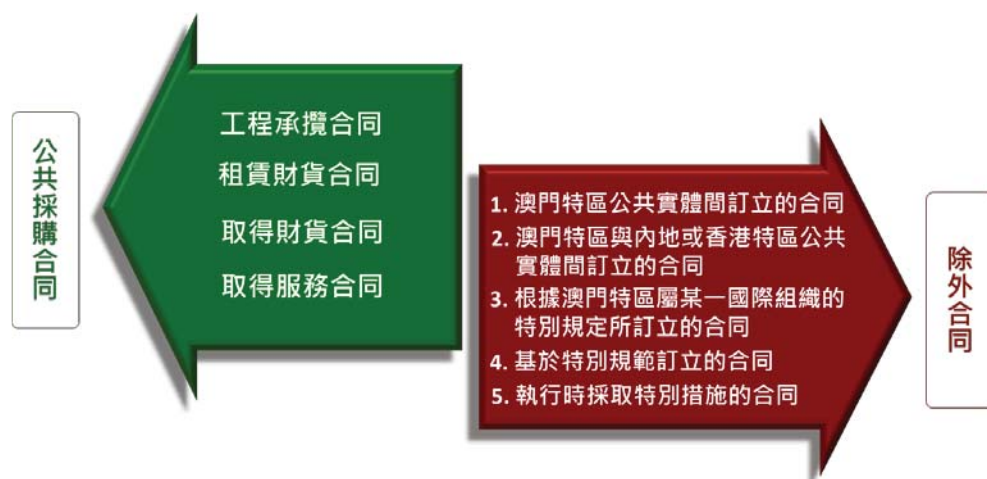 公共採購合同
工程承攬合同
租賃財貨合同
取得財貨合同
取得服務合同
1. 澳門特區公共實體間訂立的合同
2. 澳門特區與內地或香港特區公共
實體間訂立的合同
3. 根據澳門特區屬某一國際組織的
特別規定所訂立的合同
4. 基於特別規範訂立的合同
5. 執行時採取特別措施的合同
除外合同